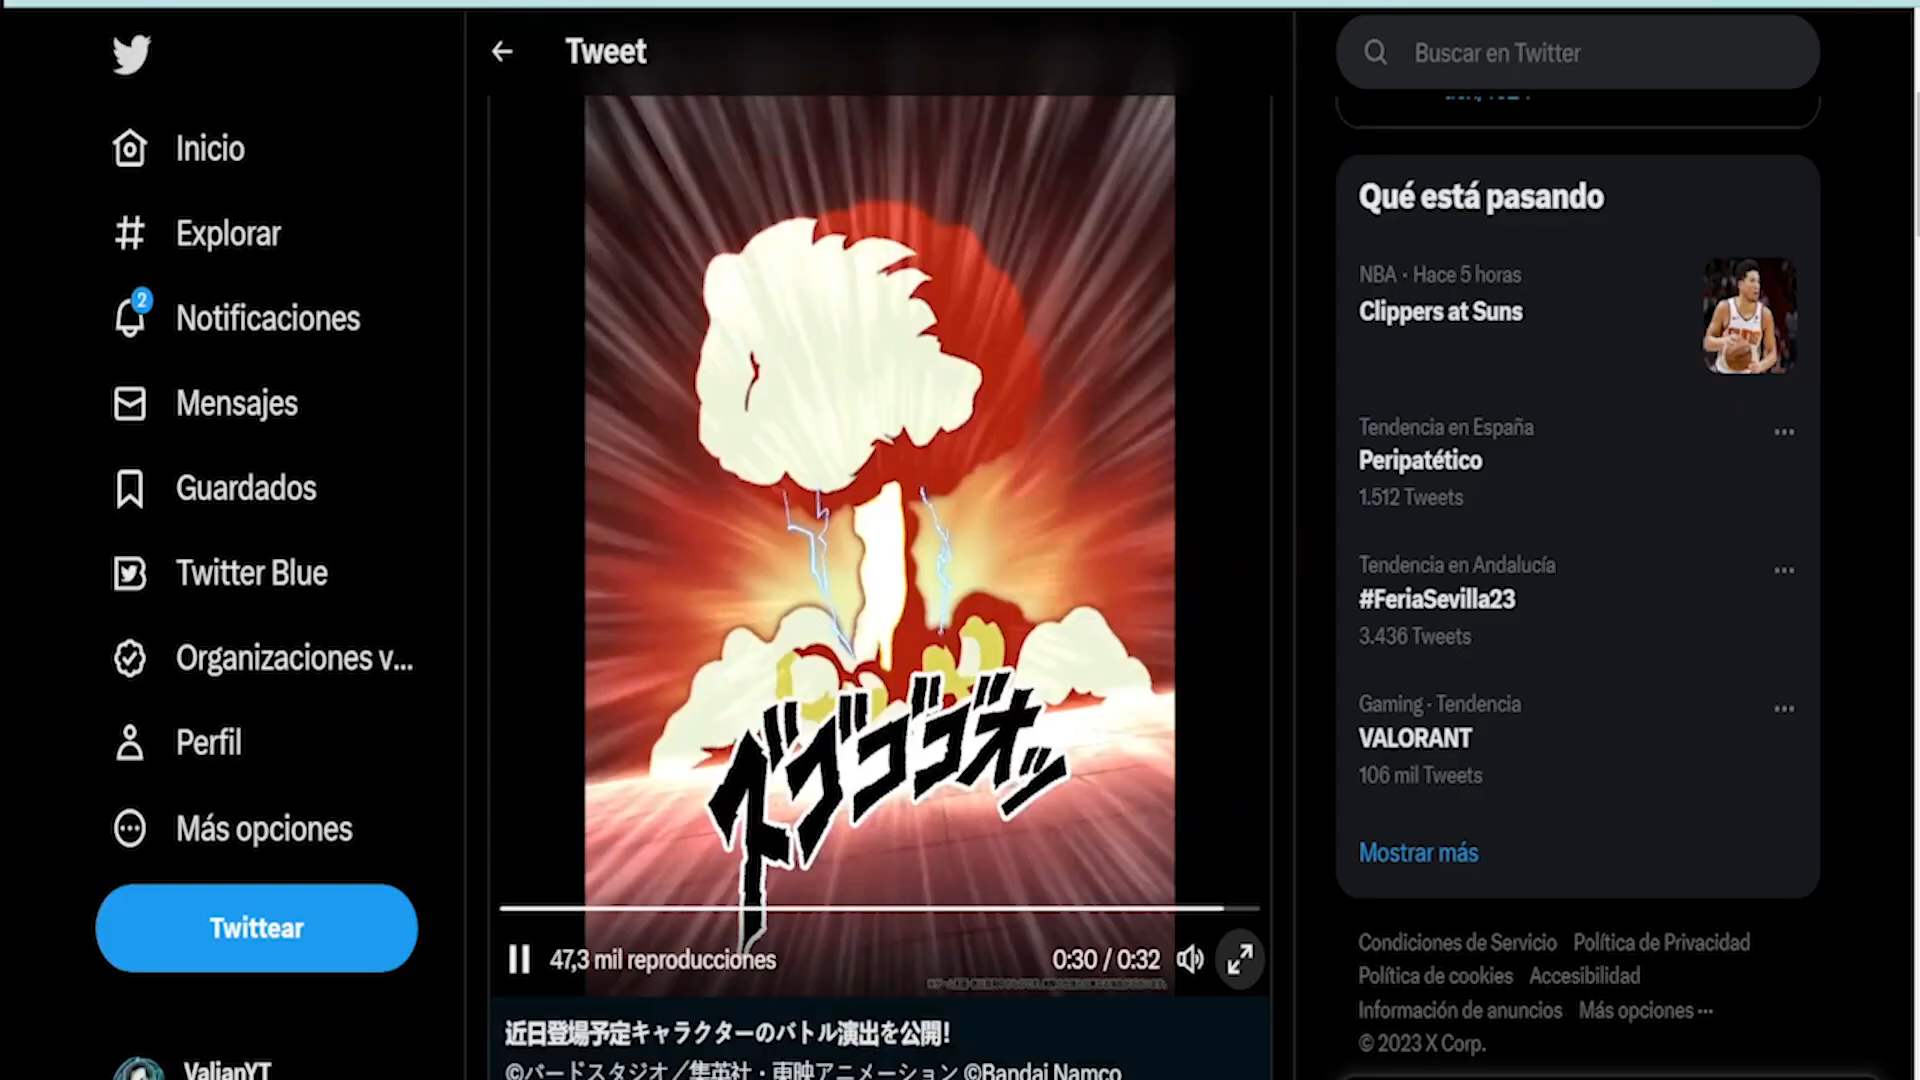 Inicio
Explorar
2
Notificaciones
Mensajes
Guardados
Twitter Blue
Organizaciones v...
Perfil
Más opciones
Twittear
ValianYT
Tweet
ズゴゴゴゴオッ
47,3 mil reproducciones
0:30 / 0:32
近日登場予定キャラクターのバトル演出を公開!
©バードスタジオ／集英社・東映アニメーション ©Bandai Namco
Buscar en Twitter
Qué está pasando
NBA · Hace 5 horas
Clippers at Suns
Tendencia en España
Peripatético
1.512 Tweets
Tendencia en Andalucía
#FeriaSevilla23
3.436 Tweets
Gaming · Tendencia
VALORANT
106 mil Tweets
Mostrar más
Condiciones de Servicio Política de Privacidad
Política de cookies Accesibilidad
Información de anuncios Más opciones ···
© 2023 X Corp.